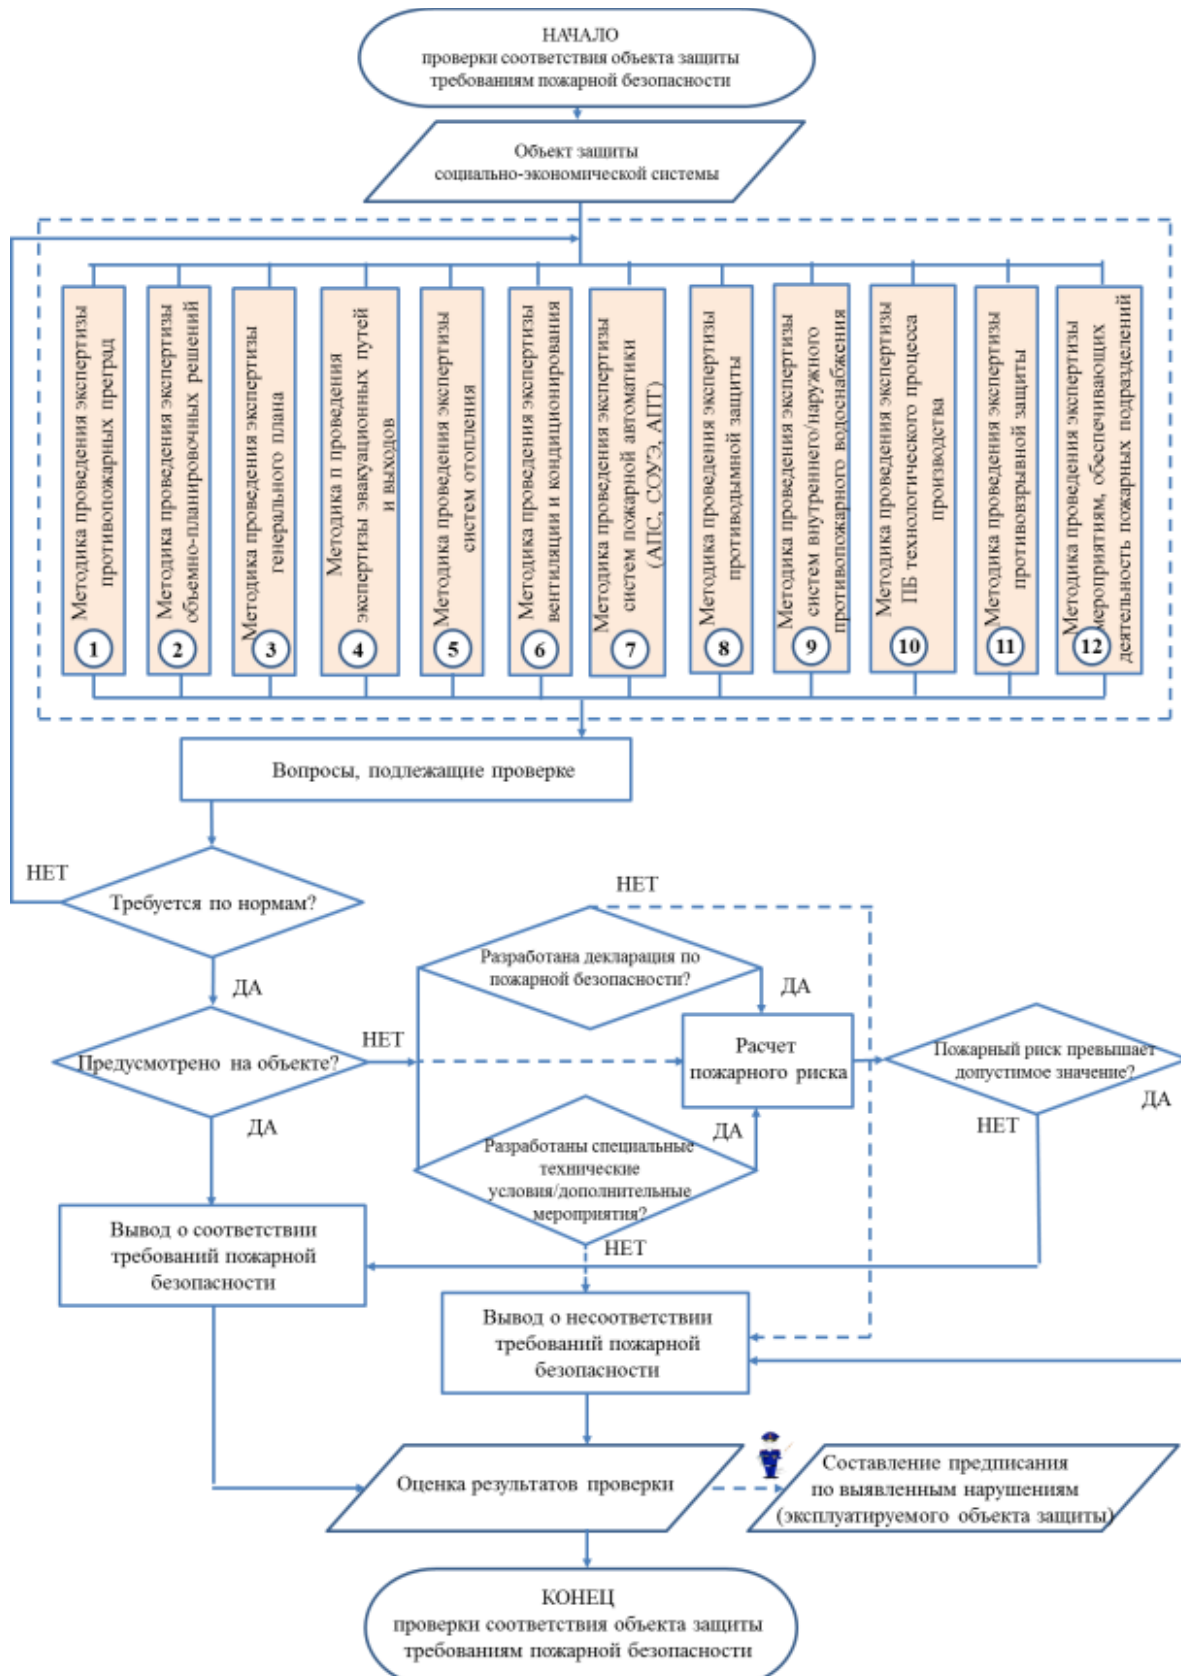 НАЧАЛО
проверки соответствия объекта защиты
требованиям пожарной безопасности
Объект защиты
социально-экономической системы
Методика проведения экспертизы
противопожарных преград
1
Методика проведения экспертизы
объемно-планировочных решений
2
Методика проведения экспертизы
генерального плана
3
Методика п проведения
экспертизы эвакуационных путей
и выходов
4
Методика проведения экспертизы
систем отопления
5
Методика проведения экспертизы
вентиляции и кондиционирования
6
Методика проведения экспертизы
систем пожарной автоматики
(АПС, СОУЭ, АПТ)
7
Методика проведения экспертизы
противодымной защиты
8
Методика проведения экспертизы
систем внутреннего/наружного
противопожарного водоснабжения
9
Методика проведения экспертизы
ПБ технологического процесса
производства
10
Методика проведения экспертизы
противовзрывной защиты
11
Методика проведения экспертизы
мероприятиям, обеспечивающих
деятельность пожарных подразделений
12
Вопросы, подлежащие проверке
НЕТ
Требуется по нормам?
ДА
НЕТ
Разработана декларация по
пожарной безопасности?
ДА
Предусмотрено на объекте?
НЕТ
ДА
Расчет
пожарного риска
Пожарный риск превышает
допустимое значение?
ДА
НЕТ
Разработаны специальные
технические
условия/дополнительные
мероприятия?
ДА
НЕТ
Вывод о соответствии
требований пожарной
безопасности
Вывод о несоответствии
требований пожарной
безопасности
Оценка результатов проверки
Составление предписания
по выявленным нарушениям
(эксплуатируемого объекта защиты)
КОНЕЦ
проверки соответствия объекта защиты
требованиям пожарной безопасности